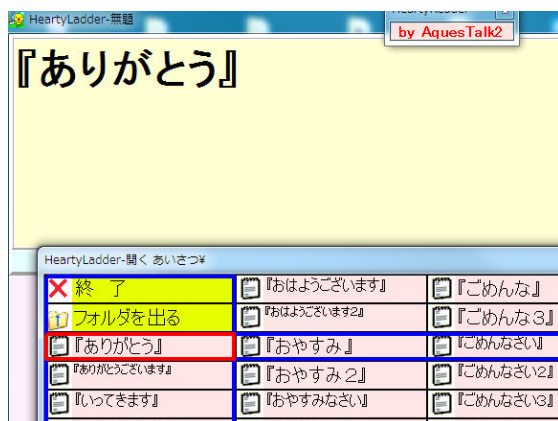 HeartyLadder-無題
by AquesTalk2
『ありがとう』
HeartyLadder-開く あいさつ¥
終 了
『おはようございます』
『ごめんな』
フォルダを出る
『おはようございます2』
『ごめんな3』
『ありがとう』
『おやすみ』
『ごめんなさい』
『ありがとうございます』
『おやすみ2』
『ごめんなさい2』
『いってきます』
『おやすみなさい』
『ごめんなさい3』